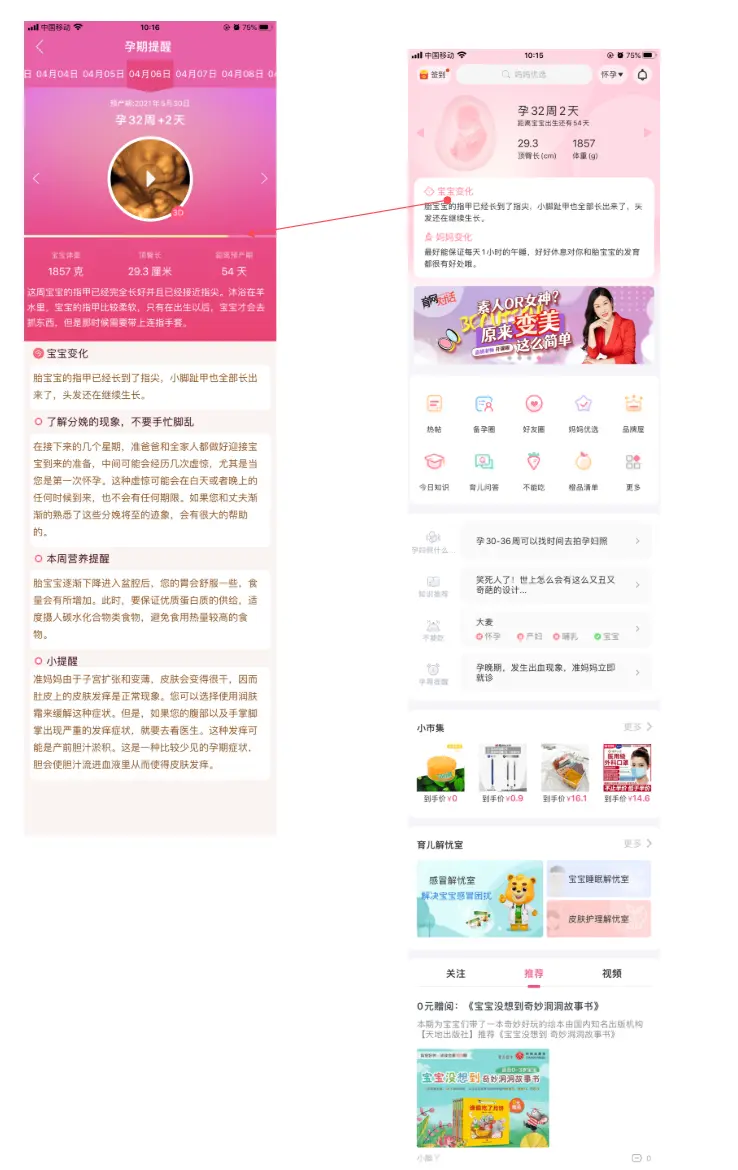 中国移动
10:16
75%
孕期提醒
04月04日 04月05日 04月06日 04月07日 04月08日
孕32周+2天
3D
宝宝体重
顶臀长
距离预产期
1857 克
29.3 厘米
54 天
这周宝宝的指甲已经完全长好并且已经接近指尖。沐浴在羊
水里，宝宝的指甲比较柔软，只有在出生以后，宝宝才会去
抓东西，但是那时候需要带上连指手套。
宝宝变化
胎宝宝的指甲已经长到了指尖，小脚趾甲也全部长出
来了，头发还在继续生长。
了解分娩的现象，不要手忙脚乱
在接下来的几个星期，准爸爸和全家人都做好迎接宝
宝到来的准备，中间可能会经历几次虚惊，尤其是当
您是第一次怀孕。这种虚惊可能会在白天或者晚上的
任何时候到来，也不会有任何期限。如果您和丈夫渐
渐的熟悉了这些分娩将至的迹象，会有很大的帮助
的。
本周营养提醒
胎宝宝逐渐下降进入盆腔后，您的胃会舒服一些，食
量会有所增加。此时，要保证优质蛋白质的供给，适
度摄人碳水化合物类食物，避免食用热量较高的食
物。
小提醒
准妈妈由于子宫扩张和变薄，皮肤会变得很干，因而
肚皮上的皮肤发痒是正常现象。您可以选择使用润肤
霜来缓解这种症状。但是，如果您的腹部以及手掌脚
掌出现严重的发痒症状，就要去看医生。这种发痒可
能是产前胆汁淤积。这是一种比较少见的孕期症状，
胆会使胆汁流进血液里从而使得皮肤发痒。
中国移动
10:15
75%
签到
妈妈优选
怀孕
孕32周2天
距离宝宝出生还有54天
29.3
1857
顶臀长(cm)
体重(g)
宝宝变化
胎宝宝的指甲已经长到了指尖，小脚趾甲也全部长出来了，头
发还在继续生长。
妈妈变化
最好能保证每天1小时的午睡，好好休息对你和胎宝宝的发育
都很有好处哦。
育网对话
素人OR女神?
原来变美
这么简单
热帖
备孕圈
好友圈
妈妈优选
品牌屋
今日知识
育儿问答
不能吃
橙品清单
更多
孕30-36周可以找时间去拍孕妇照
知识推荐
笑死人了！世上怎么会有这么又丑又
奇葩的设计...
不能吃
大麦
怀孕
产妇
哺乳
宝宝
孕期提醒
孕晚期，发生出血现象，准妈妈立即
就诊
小市集
更多
医用级
外科口罩
到手价¥0
到手价¥0.9
到手价¥16.1
到手价¥14.6
育儿解忧室
更多
感冒解忧室
解决宝宝感冒困扰
宝宝睡眠解忧室
皮肤护理解忧室
关注
推荐
视频
0元赠阅：《宝宝没想到奇妙洞洞故事书》
本期为宝宝们带了一本奇妙好玩的绘本由国内知名出版机构
【天地出版社】推荐《宝宝没想到 奇妙洞洞故事书》
宝宝没想到奇妙洞洞故事书
0